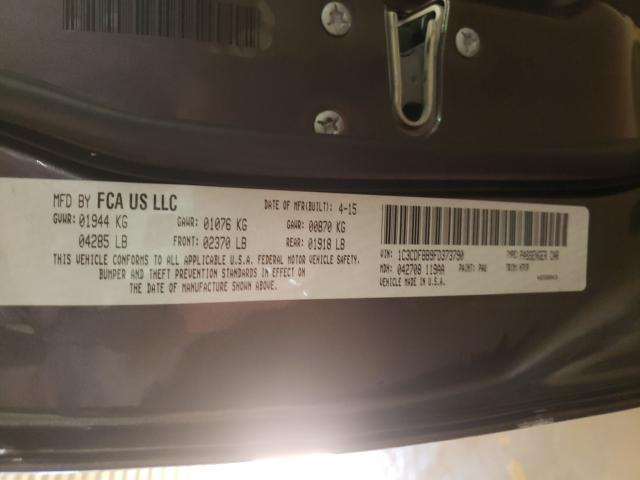 MFD BY FCA US LLC
DATE OF MFR(BUILT): 4-15
GVWR: 01944 KG GAWR: 01076 KG GAWR: 00870 KG
04285 LB FRONT: 02370 LB REAR: 01918 LB
THIS VEHICLE CONFORMS TO ALL APPLICABLE U.S.A. FEDERAL MOTOR VEHICLE SAFETY,
BUMPER AND THEFT PREVENTION STANDARDS IN EFFECT ON
THE DATE OF MANUFACTURE SHOWN ABOVE.
VIN: 1C3CDFBB9FD373790 TYPE: PASSENGER CAR
MDH: 042708 119AA PAINT: PAU TRIM:
VEHICLE MADE IN U.S.A.